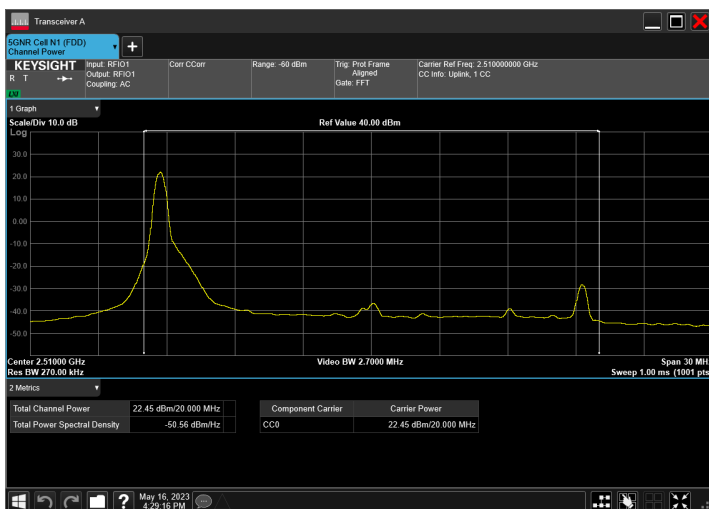 Transceiver A
5GNR Cell N1 (FDD)
Channel Power
KEYSIGHT
R T
LXI
Input: RFIO1
Output: RFIO1
Coupling: AC
Corr CCorr
Range: -60 dBm
Trig: Prot Frame
Aligned
Gate: FFT
Carrier Ref Freq: 2.510000000 GHz
CC Info: Uplink, 1 CC
1 Graph
Scale/Div 10.0 dB
Ref Value 40.00 dBm
Log
30.0
20.0
10.0
0.00
-10.0
-20.0
-30.0
-40.0
-50.0
Center 2.51000 GHz
Video BW 2.7000 MHz
Span 30 MH
Res BW 270.00 kHz
Sweep 1.00 ms (1001 pts
2 Metrics
Total Channel Power 22.45 dBm/20.000 MHz
Total Power Spectral Density -50.56 dBm/Hz
Component Carrier Carrier Power
CC0 22.45 dBm/20.000 MHz
?
May 16, 2023
4:29:16 PM